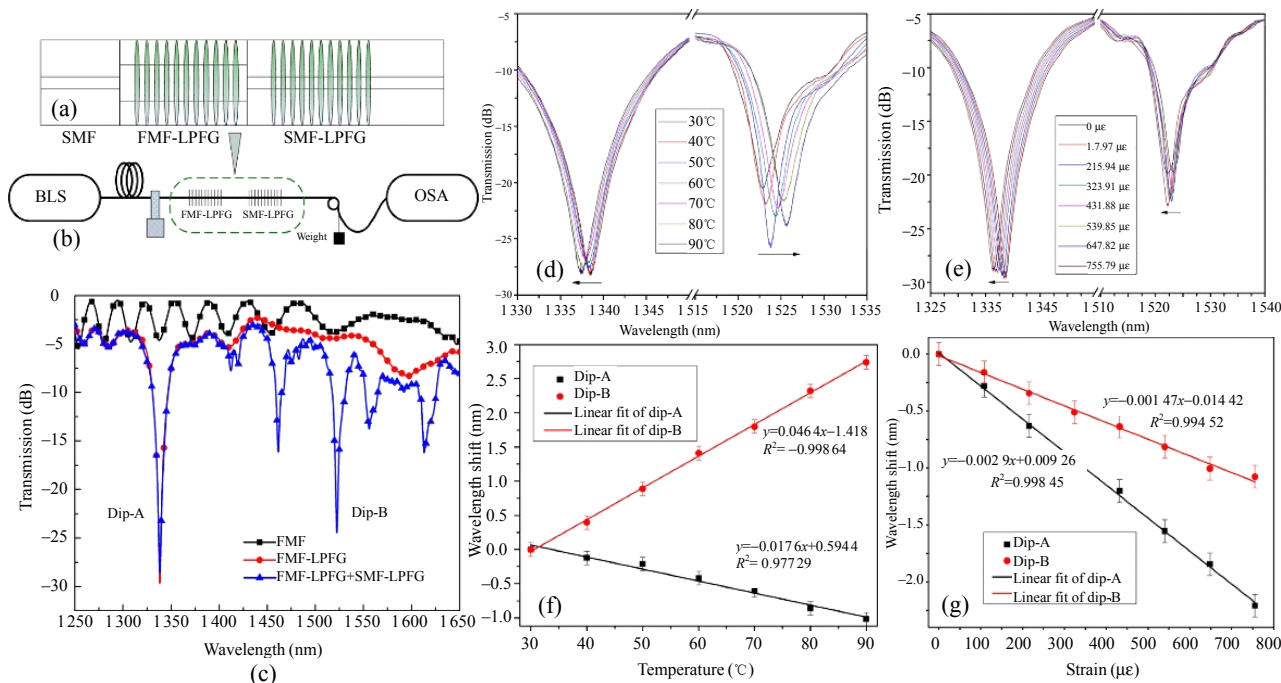 (a)
SMF
FMF-LPFG
SMF-LPFG
BLS
FMF-LPFG
SMF-LPFG
Weight
OSA
(b)
0
−5
−10
−15
−20
−25
−30
Transmission (dB)
Dip-A
Dip-B
FMF
FMF-LPFG
FMF-LPFG+SMF-LPFG
1 250 1 300 1 350 1 400 1 450 1 500 1 550 1 600 1 650
Wavelength (nm)
(c)
−5
−10
−15
−20
−25
−30
Transmission (dB)
30℃
40℃
50℃
60℃
70℃
80℃
90℃
(d)
1 330 1 335 1 340 1 345 1 515 1 520 1 525 1 530 1 535
Wavelength (nm)
−5
−10
−15
−20
−25
−30
Transmission (dB)
0 με
1.7.97 με
215.94 με
323.91 με
431.88 με
539.85 με
647.82 με
755.79 με
(e)
1 325 1 335 1 345 1 510 1 520 1 530 1 540
Wavelength (nm)
3.0
2.5
2.0
1.5
1.0
0.5
0.0
−0.5
−1.0
Wavelength shift (nm)
Dip-A
Dip-B
Linear fit of dip-A
Linear fit of dip-B
y=0.046 4x−1.418
R²= −0.998 64
y=−0.017 6x+0.594 4
R²= 0.977 29
(f)
30 40 50 60 70 80 90
Temperature (℃)
0.0
−0.5
−1.0
−1.5
−2.0
Wavelength shift (nm)
y=−0.001 47x−0.014 42
R²=0.994 52
y=−0.002 9x+0.009 26
R²=0.998 45
Dip-A
Dip-B
Linear fit of dip-A
Linear fit of dip-B
(g)
0 100 200 300 400 500 600 700 800
Strain (με)